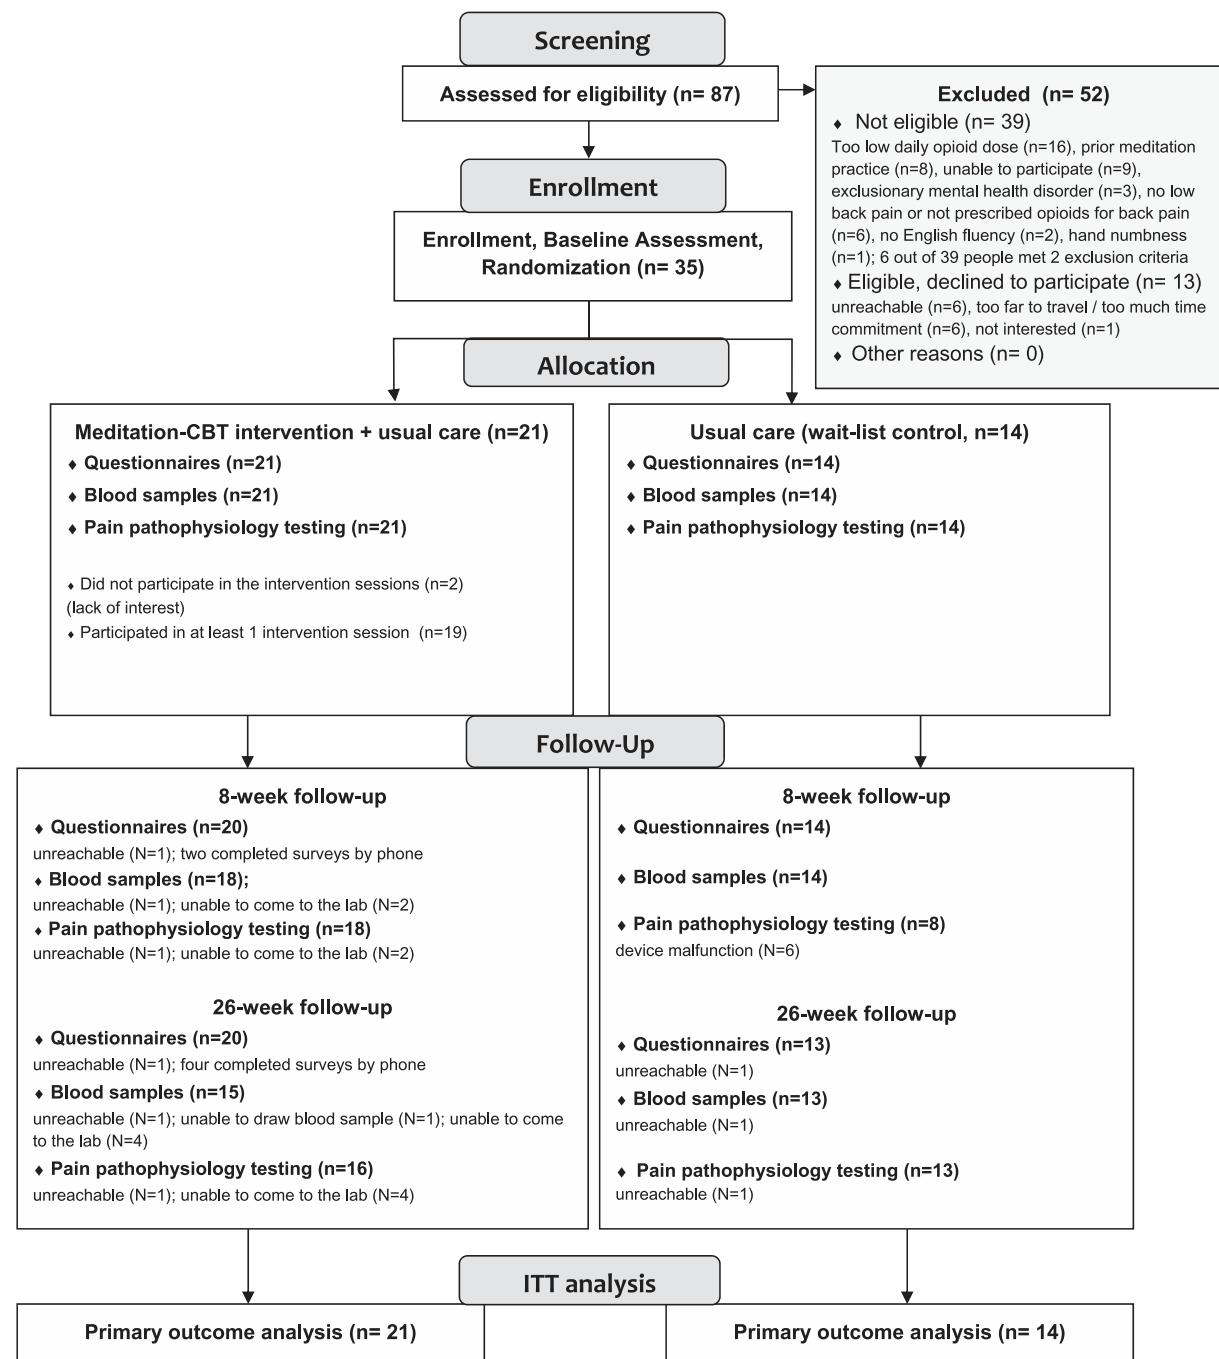 Screening
Assessed for eligibility (n= 87)
Excluded (n= 52)
♦ Not eligible (n= 39)
Too low daily opioid dose (n=16), prior meditation
practice (n=8), unable to participate (n=9),
exclusionary mental health disorder (n=3), no low
back pain or not prescribed opioids for back pain
(n=6), no English fluency (n=2), hand numbness
(n=1); 6 out of 39 people met 2 exclusion criteria
♦ Eligible, declined to participate (n= 13)
unreachable (n=6), too far to travel / too much time
commitment (n=6), not interested (n=1)
♦ Other reasons (n= 0)
Enrollment
Enrollment, Baseline Assessment,
Randomization (n= 35)
Allocation
Meditation-CBT intervention + usual care (n=21)
♦ Questionnaires (n=21)
♦ Blood samples (n=21)
♦ Pain pathophysiology testing (n=21)
♦ Did not participate in the intervention sessions (n=2)
(lack of interest)
♦ Participated in at least 1 intervention session (n=19)
Usual care (wait-list control, n=14)
♦ Questionnaires (n=14)
♦ Blood samples (n=14)
♦ Pain pathophysiology testing (n=14)
Follow-Up
8-week follow-up
♦ Questionnaires (n=20)
unreachable (N=1); two completed surveys by phone
♦ Blood samples (n=18);
unreachable (N=1); unable to come to the lab (N=2)
♦ Pain pathophysiology testing (n=18)
unreachable (N=1); unable to come to the lab (N=2)
26-week follow-up
♦ Questionnaires (n=20)
unreachable (N=1); four completed surveys by phone
♦ Blood samples (n=15)
unreachable (N=1); unable to draw blood sample (N=1); unable to come
to the lab (N=4)
♦ Pain pathophysiology testing (n=16)
unreachable (N=1); unable to come to the lab (N=4)
8-week follow-up
♦ Questionnaires (n=14)
♦ Blood samples (n=14)
♦ Pain pathophysiology testing (n=8)
device malfunction (N=6)
26-week follow-up
♦ Questionnaires (n=13)
unreachable (N=1)
♦ Blood samples (n=13)
unreachable (N=1)
♦ Pain pathophysiology testing (n=13)
unreachable (N=1)
ITT analysis
Primary outcome analysis (n= 21)
Primary outcome analysis (n= 14)